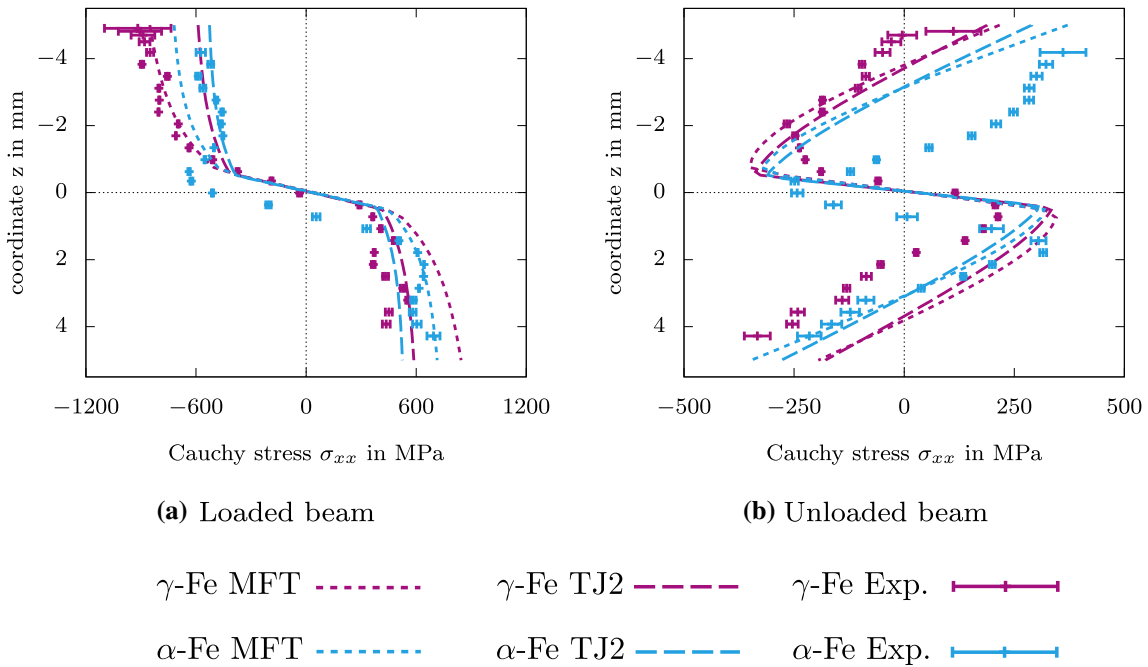 −4
−2
0
2
4
−1200 −600 0 600 1200
coordinate z in mm
Cauchy stress σxx in MPa
(a) Loaded beam
−4
−2
0
2
4
−500 −250 0 250 500
coordinate z in mm
Cauchy stress σxx in MPa
(b) Unloaded beam
γ-Fe MFT γ-Fe TJ2 γ-Fe Exp.
α-Fe MFT α-Fe TJ2 α-Fe Exp.